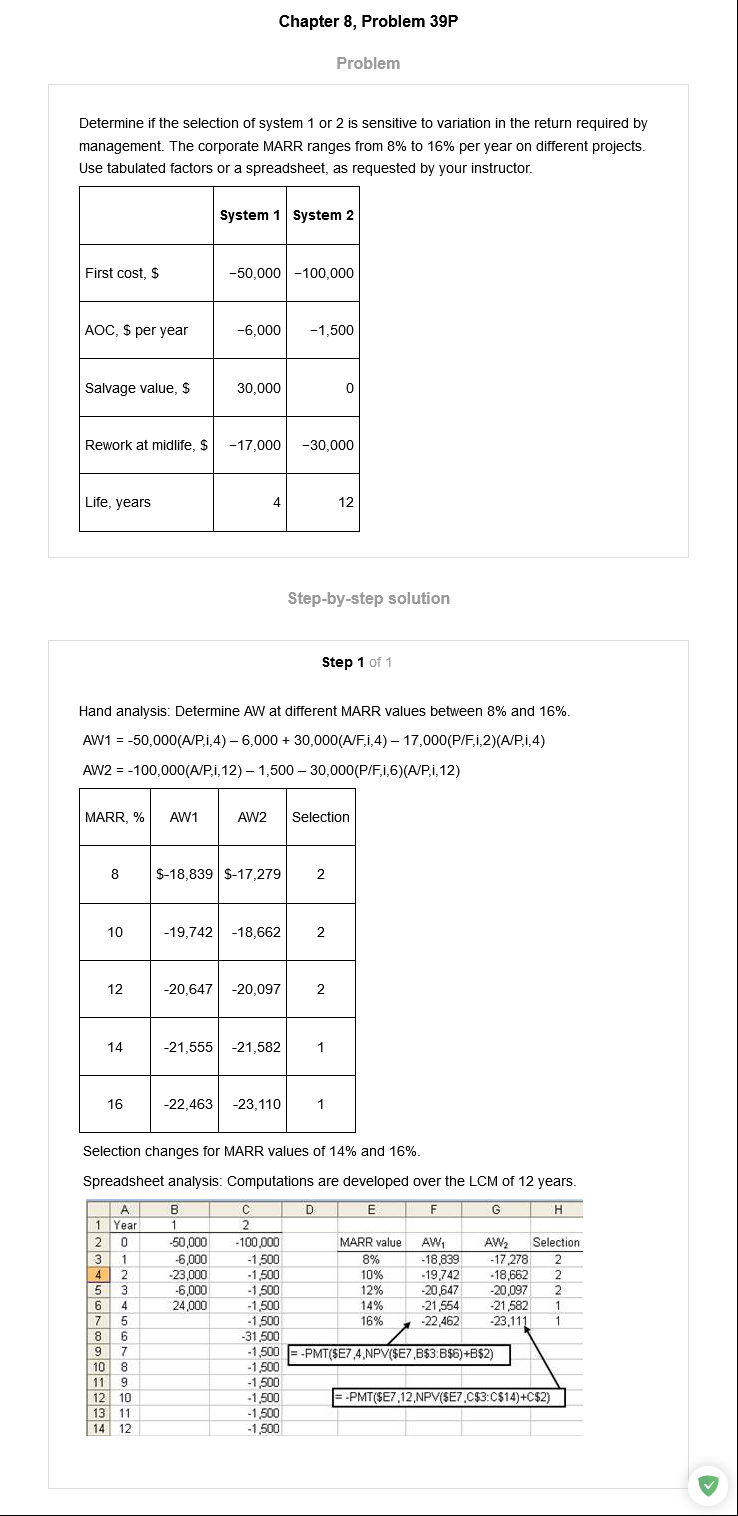 Chapter 8, Problem 39P
Problem
Determine if the selection of system 1 or 2 is sensitive to variation in the return required by
management. The corporate MARR ranges from 8% to 16% per year on different projects.
Use tabulated factors or a spreadsheet, as requested by your instructor.
System 1 System 2
First cost, $ −50,000 −100,000
AOC, $ per year −6,000 −1,500
Salvage value, $ 30,000 0
Rework at midlife, $ −17,000 −30,000
Life, years 4 12
Step-by-step solution
Step 1 of 1
Hand analysis: Determine AW at different MARR values between 8% and 16%.
AW1 = -50,000(A/P,i,4) – 6,000 + 30,000(A/F,i,4) – 17,000(P/F,i,2)(A/P,i,4)
AW2 = -100,000(A/P,i,12) – 1,500 – 30,000(P/F,i,6)(A/P,i,12)
MARR, % AW1 AW2 Selection
8 $-18,839 $-17,279 2
10 -19,742 -18,662 2
12 -20,647 -20,097 2
14 -21,555 -21,582 1
16 -22,463 -23,110 1
Selection changes for MARR values of 14% and 16%.
Spreadsheet analysis: Computations are developed over the LCM of 12 years.
A B C D E F G H
1 Year 1 2
2 0 -50,000 -100,000 MARR value AW₁ AW₂ Selection
3 1 -6,000 -1,500 8% -18,839 -17,278 2
4 2 -23,000 -1,500 10% -19,742 -18,662 2
5 3 -6,000 -1,500 12% -20,647 -20,097 2
6 4 24,000 -1,500 14% -21,554 -21,582 1
7 5 -1,500 16% -22,462 -23,111 1
8 6 -31,500
9 7 -1,500 = -PMT($E7,4,NPV($E7,B$3:B$6)+B$2)
10 8 -1,500
11 9 -1,500
12 10 -1,500 = -PMT($E7,12,NPV($E7,C$3:C$14)+C$2)
13 11 -1,500
14 12 -1,500